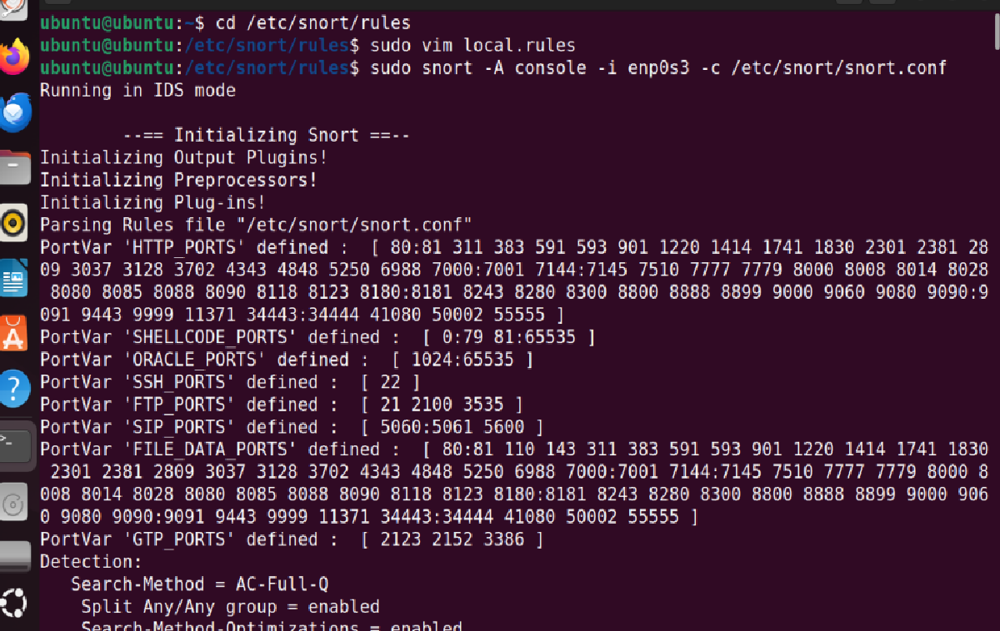 ubuntu@ubuntu:~$ cd /etc/snort/rules
ubuntu@ubuntu:/etc/snort/rules$ sudo vim local.rules
ubuntu@ubuntu:/etc/snort/rules$ sudo snort -A console -i enp0s3 -c /etc/snort/snort.conf
Running in IDS mode
--== Initializing Snort ==--
Initializing Output Plugins!
Initializing Preprocessors!
Initializing Plug-ins!
Parsing Rules file "/etc/snort/snort.conf"
PortVar 'HTTP_PORTS' defined :  [ 80:81 311 383 591 593 901 1220 1414 1741 1830 2301 2381 28
09 3037 3128 3702 4343 4848 5250 6988 7000:7001 7144:7145 7510 7777 7779 8000 8008 8014 8028
8080 8085 8088 8090 8118 8123 8180:8181 8243 8280 8300 8800 8888 8899 9000 9060 9080 9090:9
091 9443 9999 11371 34443:34444 41080 50002 55555 ]
PortVar 'SHELLCODE_PORTS' defined :  [ 0:79 81:65535 ]
PortVar 'ORACLE_PORTS' defined :  [ 1024:65535 ]
PortVar 'SSH_PORTS' defined :  [ 22 ]
PortVar 'FTP_PORTS' defined :  [ 21 2100 3535 ]
PortVar 'SIP_PORTS' defined :  [ 5060:5061 5600 ]
PortVar 'FILE_DATA_PORTS' defined :  [ 80:81 110 143 311 383 591 593 901 1220 1414 1741 1830
2301 2381 2809 3037 3128 3702 4343 4848 5250 6988 7000:7001 7144:7145 7510 7777 7779 8000 8
008 8014 8028 8080 8085 8088 8090 8118 8123 8180:8181 8243 8280 8300 8800 8888 8899 9000 906
0 9080 9090:9091 9443 9999 11371 34443:34444 41080 50002 55555 ]
PortVar 'GTP_PORTS' defined :  [ 2123 2152 3386 ]
Detection:
Search-Method = AC-Full-Q
Split Any/Any group = enabled
Search-Method-Optimizations = enabled